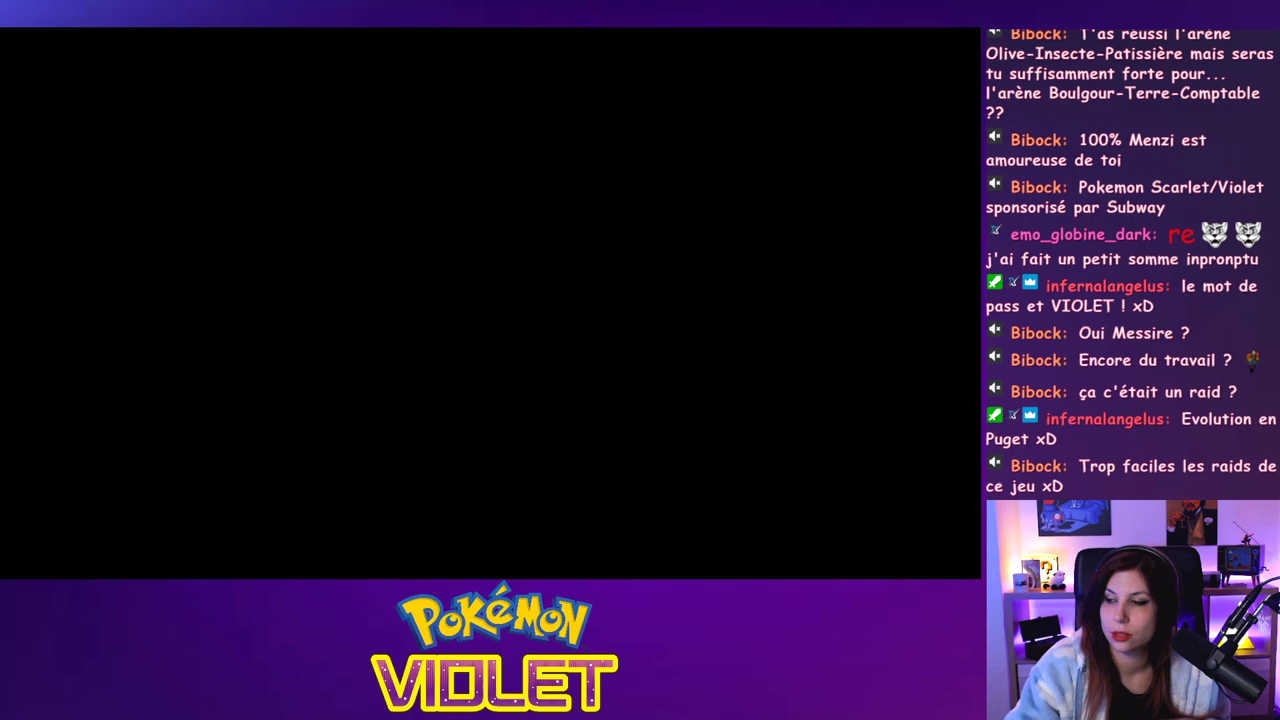 Bibock: T'as réussi l'arène
Olive-Insecte-Patissière mais seras
tu suffisamment forte pour...
l'arène Boulgour-Terre-Comptable
??
Bibock: 100% Menzi est
amoureuse de toi
Bibock: Pokemon Scarlet/Violet
sponsorisé par Subway
emo_globine_dark: re
j'ai fait un petit somme inpronptu
infernalangelus: le mot de
pass et VIOLET ! xD
Bibock: Oui Messire ?
Bibock: Encore du travail ?
Bibock: ça c'était un raid ?
infernalangelus: Evolution en
Puget xD
Bibock: Trop faciles les raids de
ce jeu xD
POKéMON
VIOLET